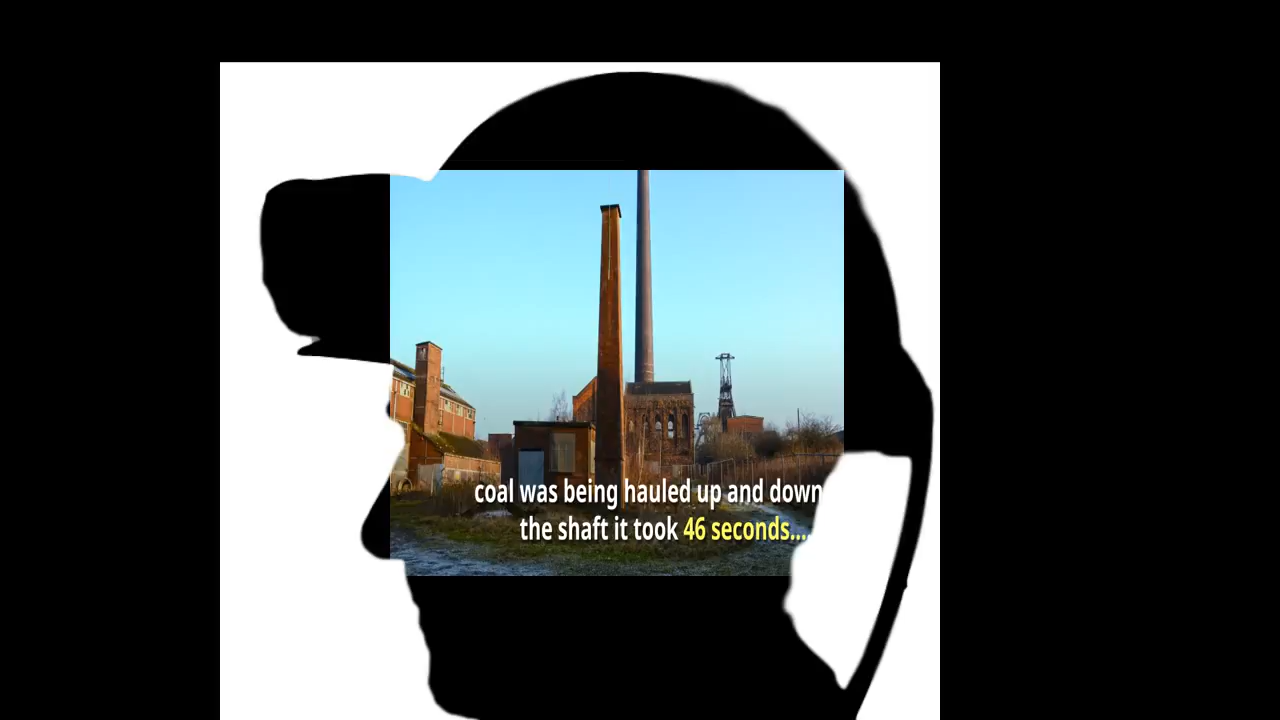 coal was being hauled up and down
the shaft it took 46 seconds....